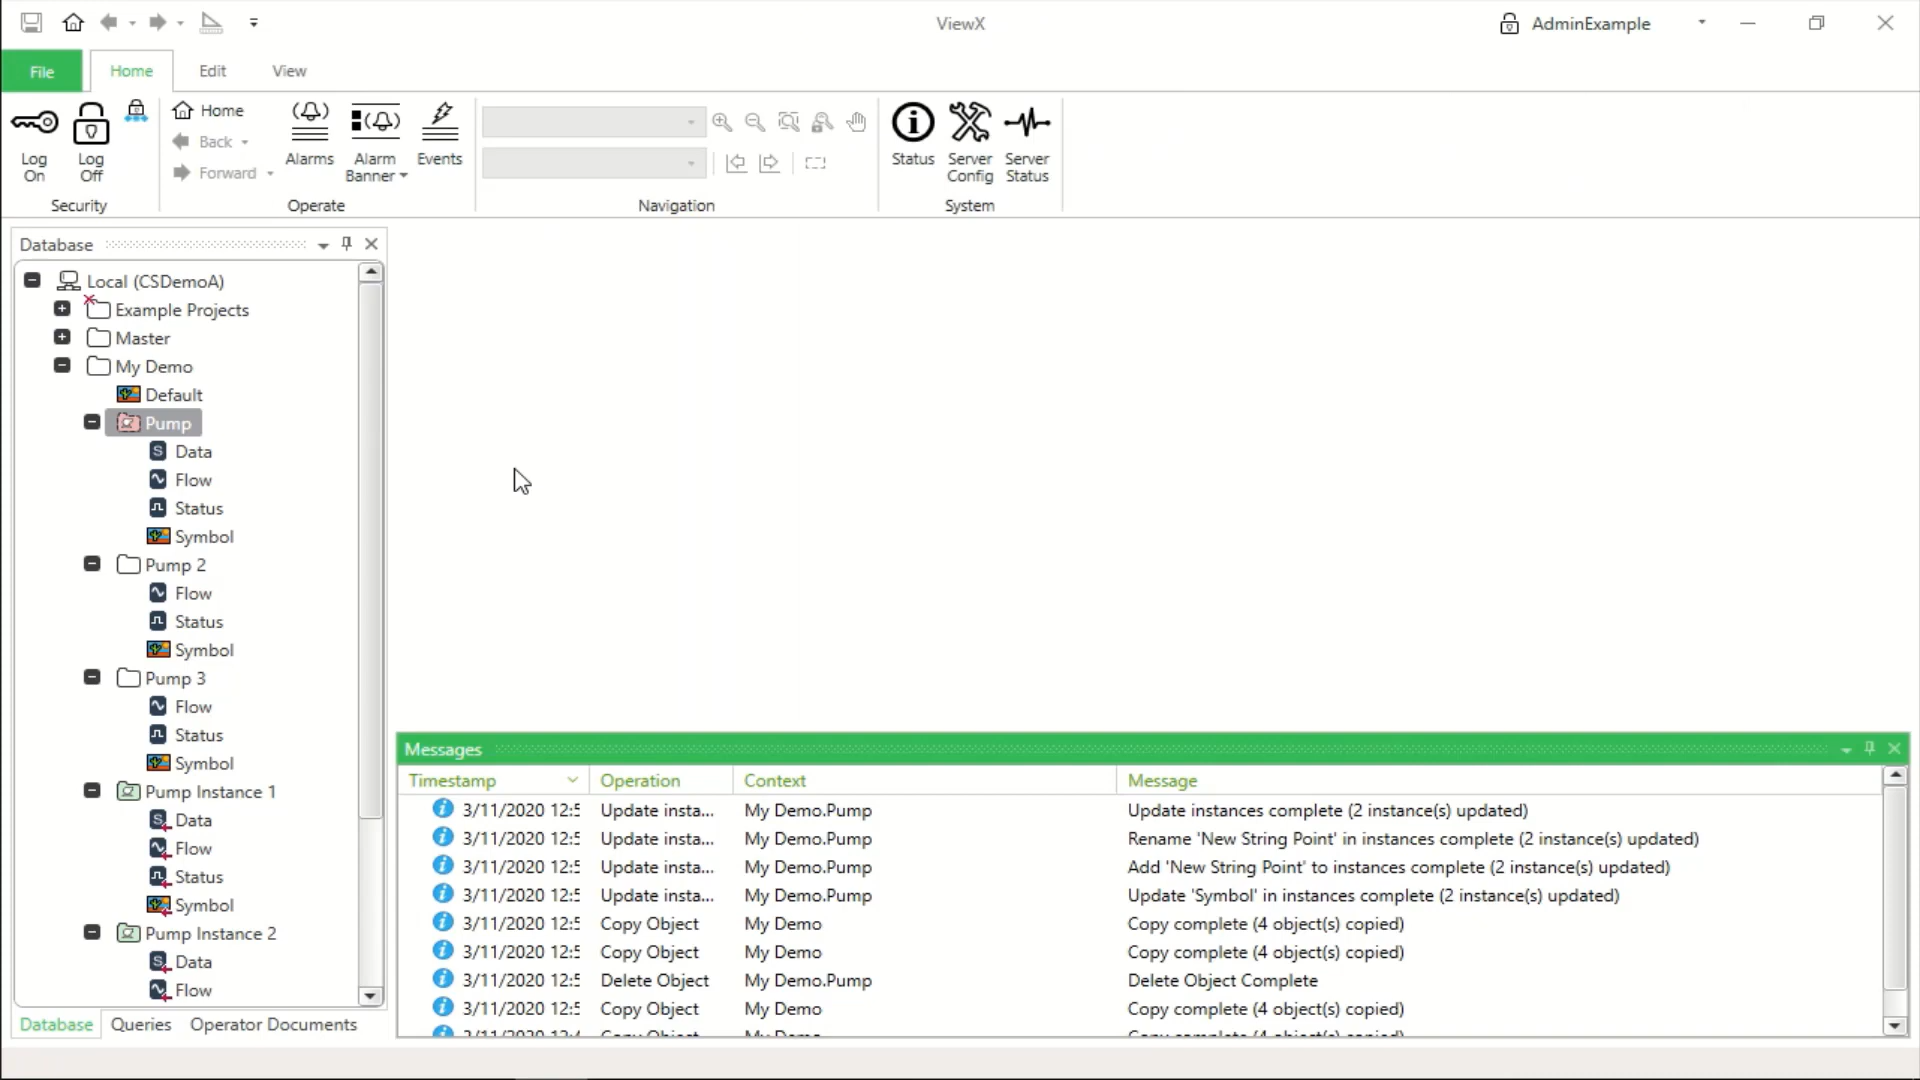 ViewX
AdminExample
File
Home
Edit
View
Log On
Log Off
Home
Back
Forward
Alarms
Alarm Banner
Events
Status
Server Config
Server Status
Security
Operate
Navigation
System
Database
Local (CSDemoA)
Example Projects
Master
My Demo
Default
Pump
Data
Flow
Status
Symbol
Pump 2
Flow
Status
Symbol
Pump 3
Flow
Status
Symbol
Pump Instance 1
Data
Flow
Status
Symbol
Pump Instance 2
Data
Flow
Database
Queries
Operator Documents
Messages
Timestamp Operation Context Message
3/11/2020 12:5 Update insta... My Demo.Pump Update instances complete (2 instance(s) updated)
3/11/2020 12:5 Update insta... My Demo.Pump Rename 'New String Point' in instances complete (2 instance(s) updated)
3/11/2020 12:5 Update insta... My Demo.Pump Add 'New String Point' to instances complete (2 instance(s) updated)
3/11/2020 12:5 Update insta... My Demo.Pump Update 'Symbol' in instances complete (2 instance(s) updated)
3/11/2020 12:5 Copy Object My Demo Copy complete (4 object(s) copied)
3/11/2020 12:5 Copy Object My Demo Copy complete (4 object(s) copied)
3/11/2020 12:5 Delete Object My Demo.Pump Delete Object Complete
3/11/2020 12:5 Copy Object My Demo Copy complete (4 object(s) copied)